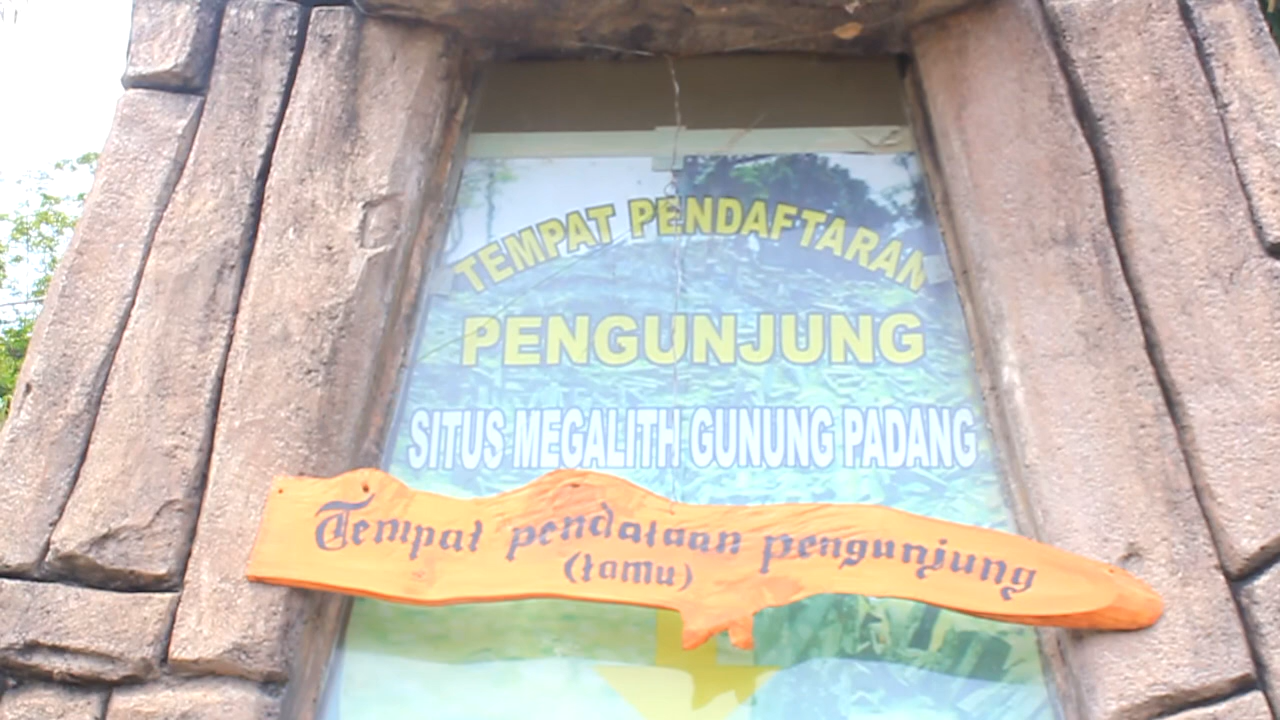 TEMPAT PENDAFTARAN
PENGUNJUNG
SITUS MEGALITH GUNUNG PADANG
Tempat pendataan pengunjung
(tamu)